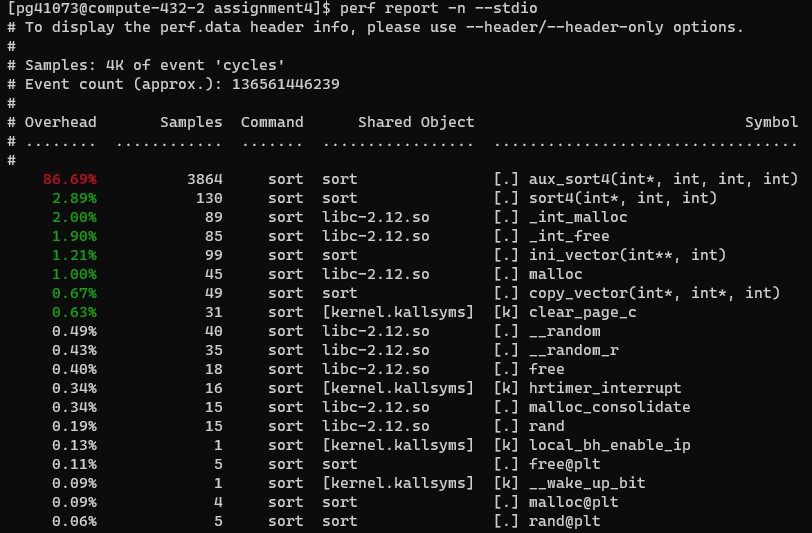 [pg41073@compute-432-2 assignment4]$ perf report -n --stdio
# To display the perf.data header info, please use --header/--header-only options.
#
# Samples: 4K of event 'cycles'
# Event count (approx.): 136561446239
#
# Overhead       Samples  Command      Shared Object                             Symbol
# ........  ............  .......  .................  ..................................
#
    86.69%          3864     sort  sort               [.] aux_sort4(int*, int, int, int)
     2.89%           130     sort  sort               [.] sort4(int*, int, int)
     2.00%            89     sort  libc-2.12.so       [.] _int_malloc
     1.90%            85     sort  libc-2.12.so       [.] _int_free
     1.21%            99     sort  sort               [.] ini_vector(int**, int)
     1.00%            45     sort  libc-2.12.so       [.] malloc
     0.67%            49     sort  sort               [.] copy_vector(int*, int*, int)
     0.63%            31     sort  [kernel.kallsyms]  [k] clear_page_c
     0.49%            40     sort  libc-2.12.so       [.] __random
     0.43%            35     sort  libc-2.12.so       [.] __random_r
     0.40%            18     sort  libc-2.12.so       [.] free
     0.34%            16     sort  [kernel.kallsyms]  [k] hrtimer_interrupt
     0.34%            15     sort  libc-2.12.so       [.] malloc_consolidate
     0.19%            15     sort  libc-2.12.so       [.] rand
     0.13%             1     sort  [kernel.kallsyms]  [k] local_bh_enable_ip
     0.11%             5     sort  sort               [.] free@plt
     0.09%             1     sort  [kernel.kallsyms]  [k] __wake_up_bit
     0.09%             4     sort  sort               [.] malloc@plt
     0.06%             5     sort  sort               [.] rand@plt